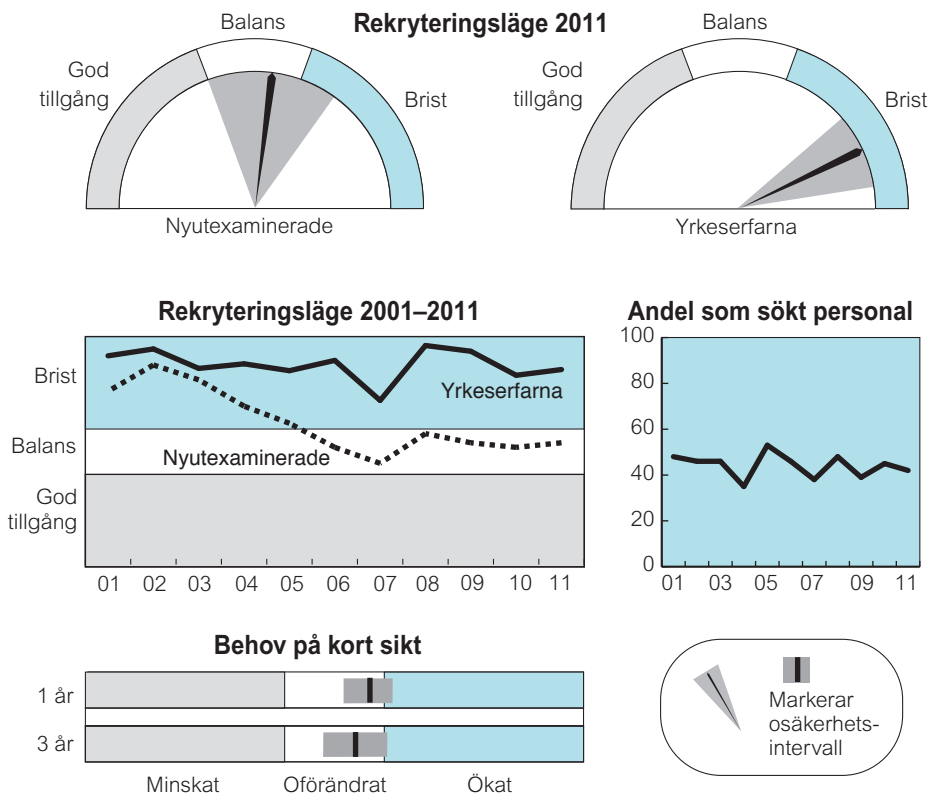 Rekryteringsläge 2011
Balans
God
tillgång
Brist
Nyutexaminerade
Balans
God
tillgång
Brist
Yrkeserfarna
Rekryteringsläge 2001–2011
Brist
Balans
God
tillgång
Yrkeserfarna
Nyutexaminerade
01 02 03 04 05 06 07 08 09 10 11
Andel som sökt personal
100
80
60
40
20
0
01 03 05 07 09 11
Behov på kort sikt
1 år
3 år
Minskat Oförändrat Ökat
Markerar
osäkerhets-
intervall